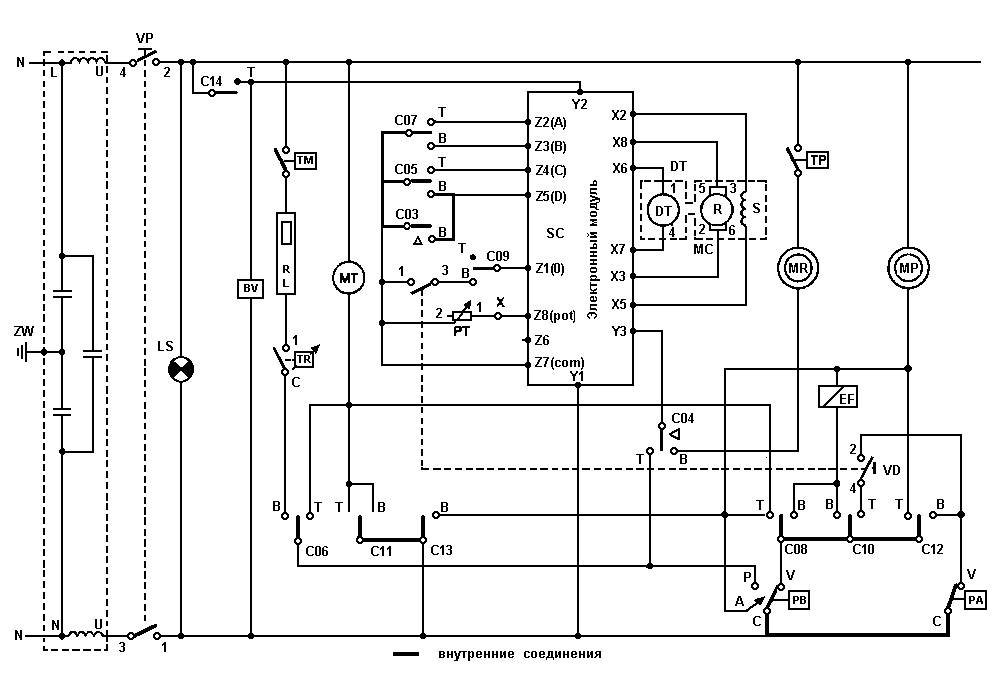 VP
N L U 4 2
C14 T
Y2
C07 T Z2(A) X2
B Z3(B) X8
TM C05 T Z4(C) X6 DT TP
B Z5(D) 1 5 3
SC DT R S
C03 4 2 6
Δ B X7 MC
Электронный модуль
RL MT T C09 MR MP
1 3 B Z1(0) X3
BV
2 1 X Z8(pot) X5
PT
ZW Z6 Y3
LS 1 TR
C Z7(com)
Y1
EF
C04
Δ
T B 2
VD
4
B T T B B T B B T T B
C06 C11 C13 C08 C10 C12
P V V
A PB PA
N N U C C
3 1
внутренние соединения